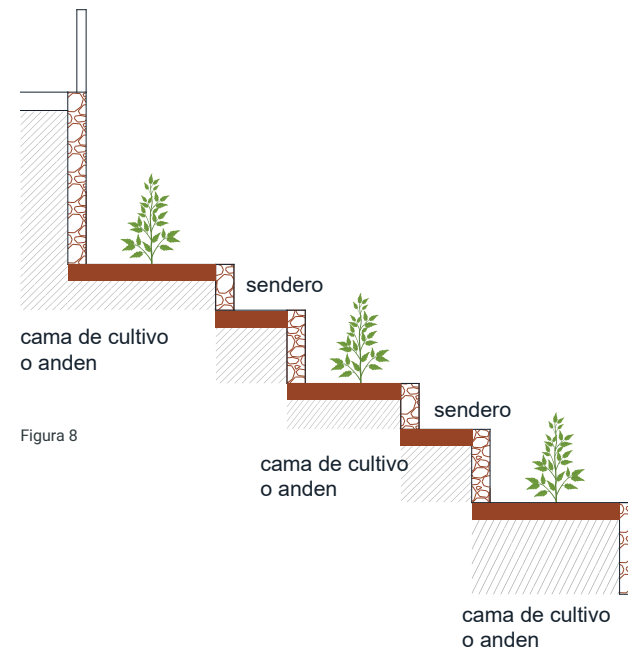 sendero
cama de cultivo
o anden
sendero
Figura 8
cama de cultivo
o anden
cama de cultivo
o anden